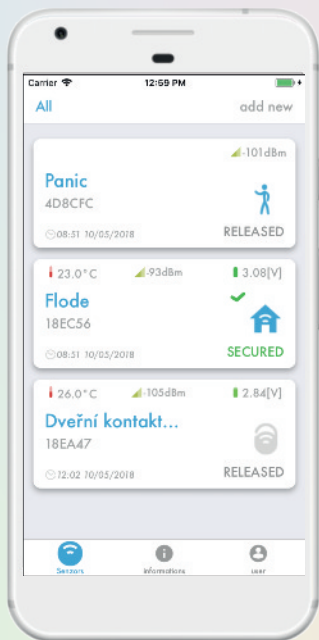 Carrier 12:59 PM
All add new
-101dBm
Panic
4D8CFC
08:51 10/05/2018 RELEASED
23.0°C -93dBm 3.08[V]
Flode
18EC56
08:51 10/05/2018 SECURED
26.0°C -105dBm 2.84[V]
Dveřní kontakt...
18EA47
12:02 10/05/2018 RELEASED
Senzors informations user